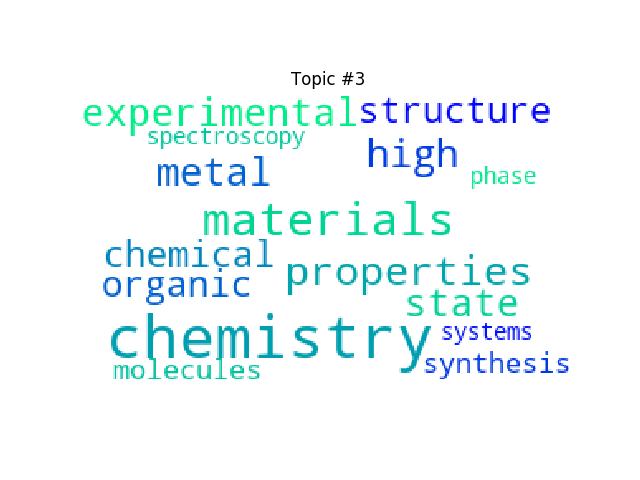 Topic #3
experimental structure
spectroscopy
high
metal
phase
materials
chemical
properties
organic
state
chemistry
systems
synthesis
molecules